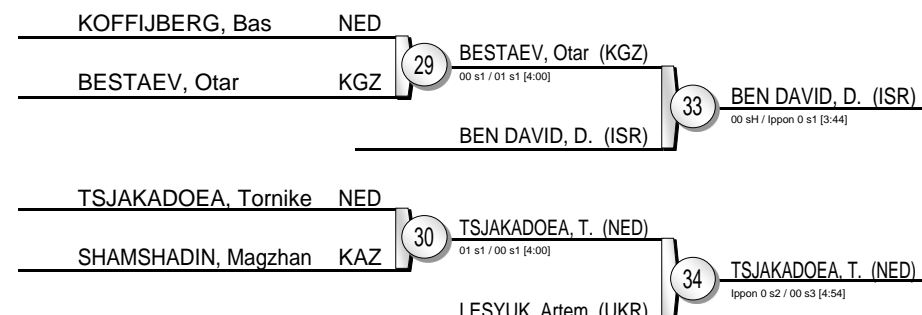 KOFFIJBERG, Bas NED
29
BESTAEV, Otar (KGZ)
00 s1 / 01 s1 [4:00]
BESTAEV, Otar KGZ
33
BEN DAVID, D. (ISR)
00 sH / Ippon 0 s1 [3:44]
BEN DAVID, D. (ISR)
TSJAKADOEA, Tornike NED
30
TSJAKADOEA, T. (NED)
01 s1 / 00 s1 [4:00]
SHAMSHADIN, Magzhan KAZ
34
TSJAKADOEA, T. (NED)
Ippon 0 s2 / 00 s3 [4:54]
LESYUK, Artem (UKR)